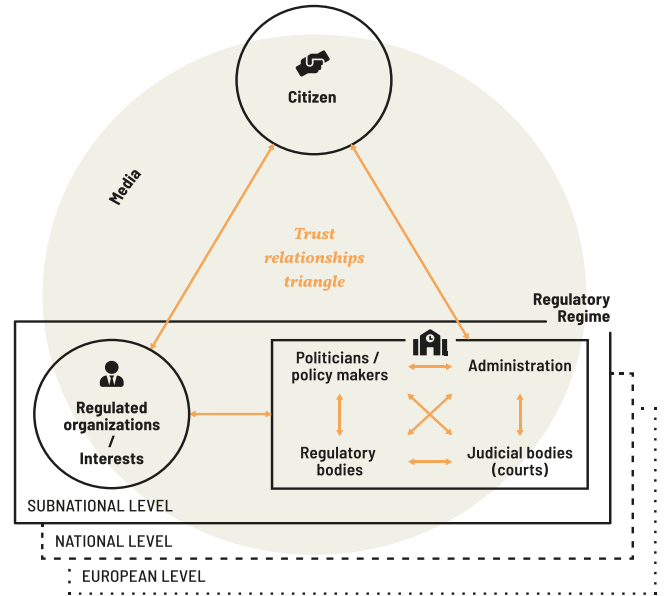 Citizen
Media
Trust
relationships
triangle
Regulatory
Regime
Politicians /
policy makers
Administration
Regulated
organizations
/
Interests
Regulatory
bodies
Judicial bodies
(courts)
SUBNATIONAL LEVEL
NATIONAL LEVEL
EUROPEAN LEVEL